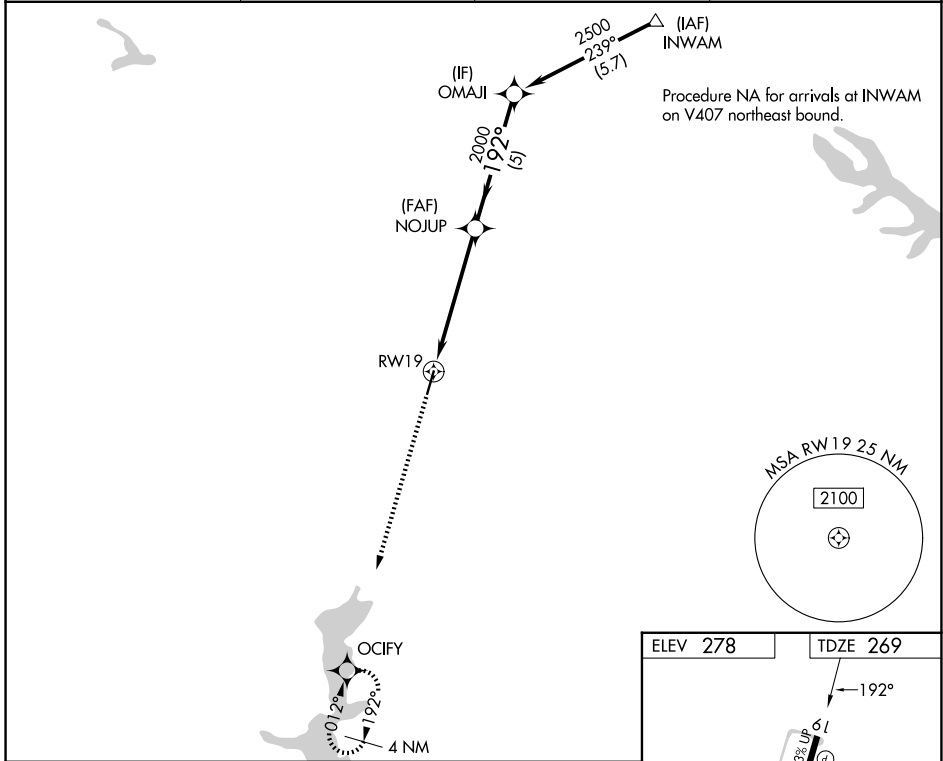 2500
239°
(5.7)
(IAF)
INWAM
(IF)
OMAJI
Procedure NA for arrivals at INWAM
on V407 northeast bound.
2000
192°
(5)
(FAF)
NOJUP
RW19
MSA RW19 25 NM
2100
OCIFY
012°
192°
4 NM
ELEV 278
TDZE 269
192°
19
3% UP
P